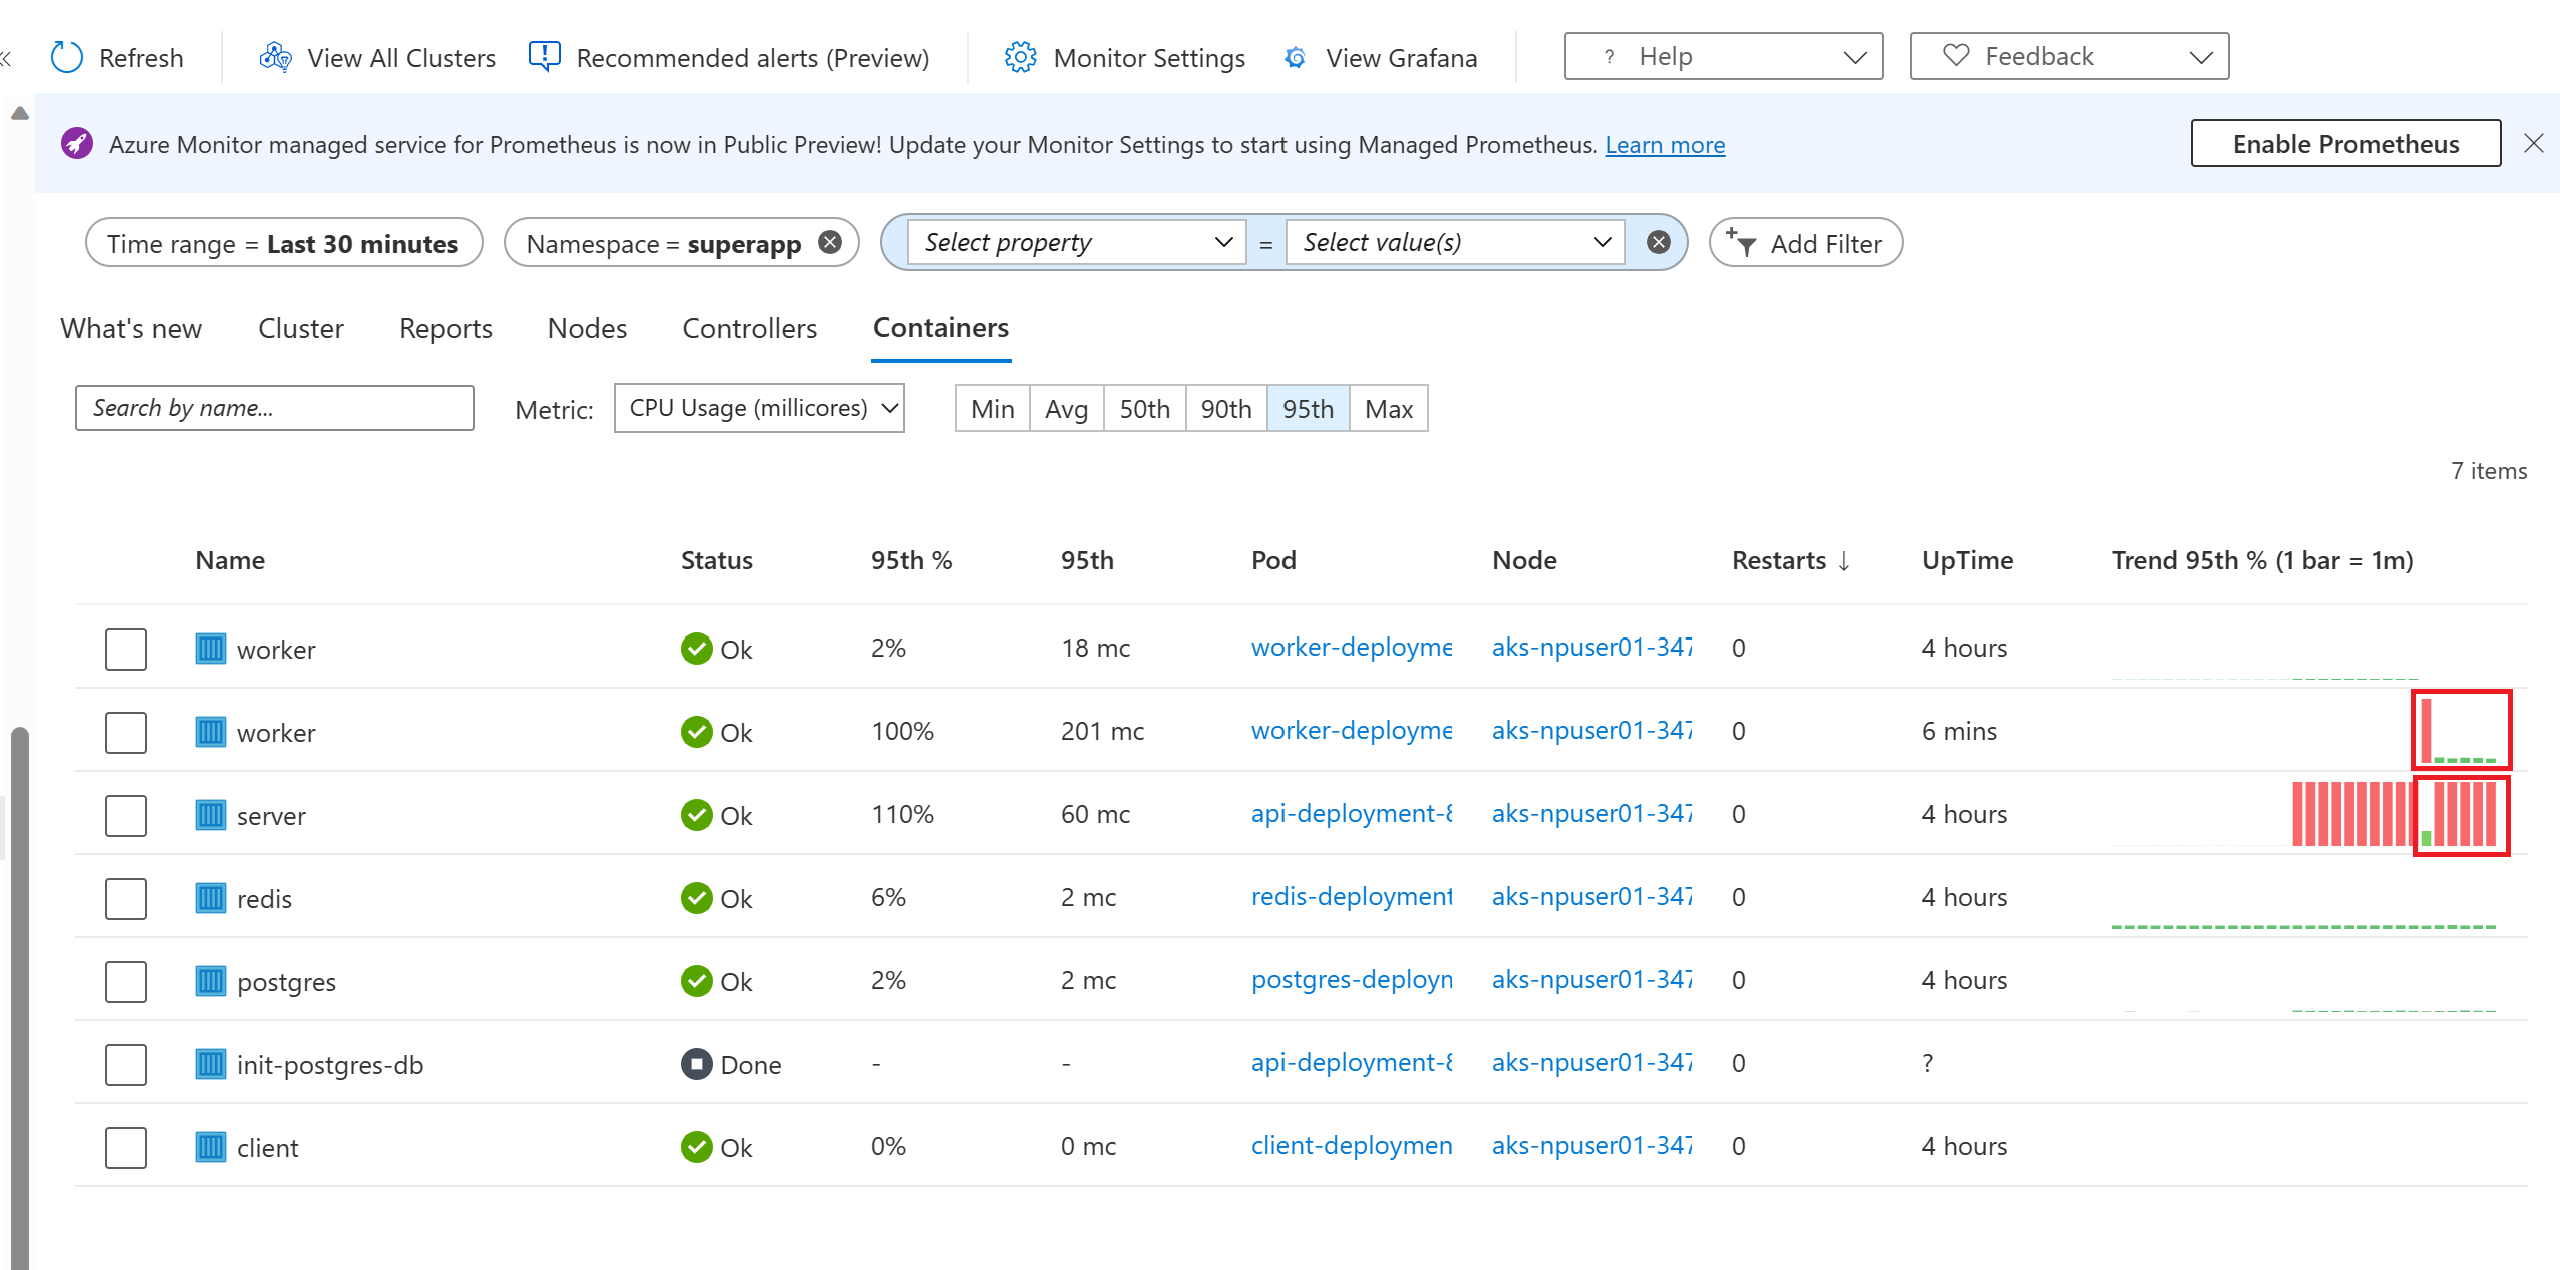 « Refresh View All Clusters Recommended alerts (Preview) Monitor Settings View Grafana ? Help Feedback
Azure Monitor managed service for Prometheus is now in Public Preview! Update your Monitor Settings to start using Managed Prometheus. Learn more Enable Prometheus
Time range = Last 30 minutes Namespace = superapp Select property = Select value(s) Add Filter
What's new Cluster Reports Nodes Controllers Containers
Search by name... Metric: CPU Usage (millicores) Min Avg 50th 90th 95th Max
7 items
Name Status 95th % 95th Pod Node Restarts ↓ UpTime Trend 95th % (1 bar = 1m)
worker Ok 2% 18 mc worker-deployme aks-npuser01-347 0 4 hours
worker Ok 100% 201 mc worker-deployme aks-npuser01-347 0 6 mins
server Ok 110% 60 mc api-deployment-8 aks-npuser01-347 0 4 hours
redis Ok 6% 2 mc redis-deployment aks-npuser01-347 0 4 hours
postgres Ok 2% 2 mc postgres-deployn aks-npuser01-347 0 4 hours
init-postgres-db Done - - api-deployment-8 aks-npuser01-347 0 ?
client Ok 0% 0 mc client-deploymen aks-npuser01-347 0 4 hours